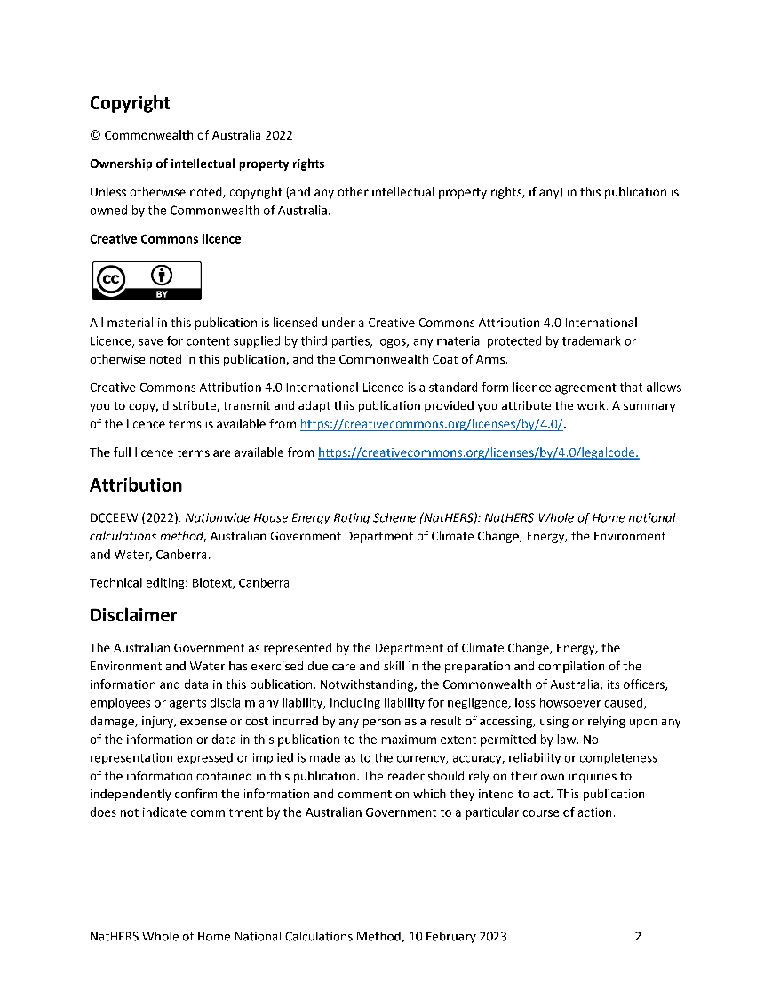 Copyright
© Commonwealth of Australia 2022
Ownership of intellectual property rights
Unless otherwise noted, copyright (and any other intellectual property rights, if any) in this publication is
owned by the Commonwealth of Australia.
Creative Commons licence
cc
BY
All material in this publication is licensed under a Creative Commons Attribution 4.0 International
Licence, save for content supplied by third parties, logos, any material protected by trademark or
otherwise noted in this publication, and the Commonwealth Coat of Arms.
Creative Commons Attribution 4.0 International Licence is a standard form licence agreement that allows
you to copy, distribute, transmit and adapt this publication provided you attribute the work. A summary
of the licence terms is available from https://creativecommons.org/licenses/by/4.0/.
The full licence terms are available from https://creativecommons.org/licenses/by/4.0/legalcode.
Attribution
DCCEEW (2022). Nationwide House Energy Rating Scheme (NatHERS): NatHERS Whole of Home national
calculations method, Australian Government Department of Climate Change, Energy, the Environment
and Water, Canberra.
Technical editing: Biotext, Canberra
Disclaimer
The Australian Government as represented by the Department of Climate Change, Energy, the
Environment and Water has exercised due care and skill in the preparation and compilation of the
information and data in this publication. Notwithstanding, the Commonwealth of Australia, its officers,
employees or agents disclaim any liability, including liability for negligence, loss howsoever caused,
damage, injury, expense or cost incurred by any person as a result of accessing, using or relying upon any
of the information or data in this publication to the maximum extent permitted by law. No
representation expressed or implied is made as to the currency, accuracy, reliability or completeness
of the information contained in this publication. The reader should rely on their own inquiries to
independently confirm the information and comment on which they intend to act. This publication
does not indicate commitment by the Australian Government to a particular course of action.
NatHERS Whole of Home National Calculations Method, 10 February 2023 2